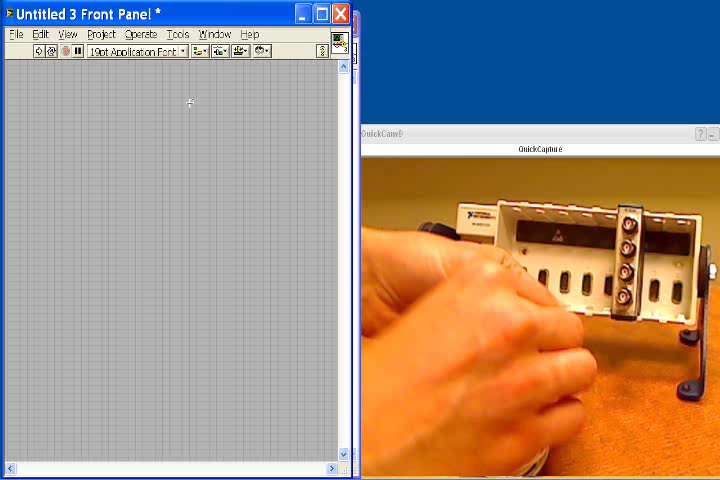 Untitled 3 Front Panel *
File Edit View Project Operate Tools Window Help
19pt Application Font
QuickCam®
QuickCapture